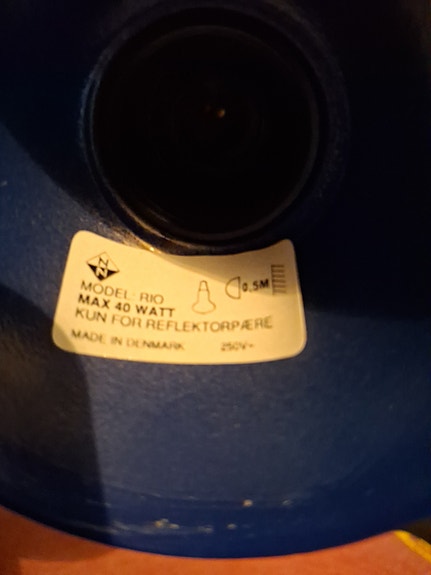 N
N
MODEL: RIO
MAX 40 WATT
0,5M
KUN FOR REFLEKTORPÆRE
MADE IN DENMARK 250V~